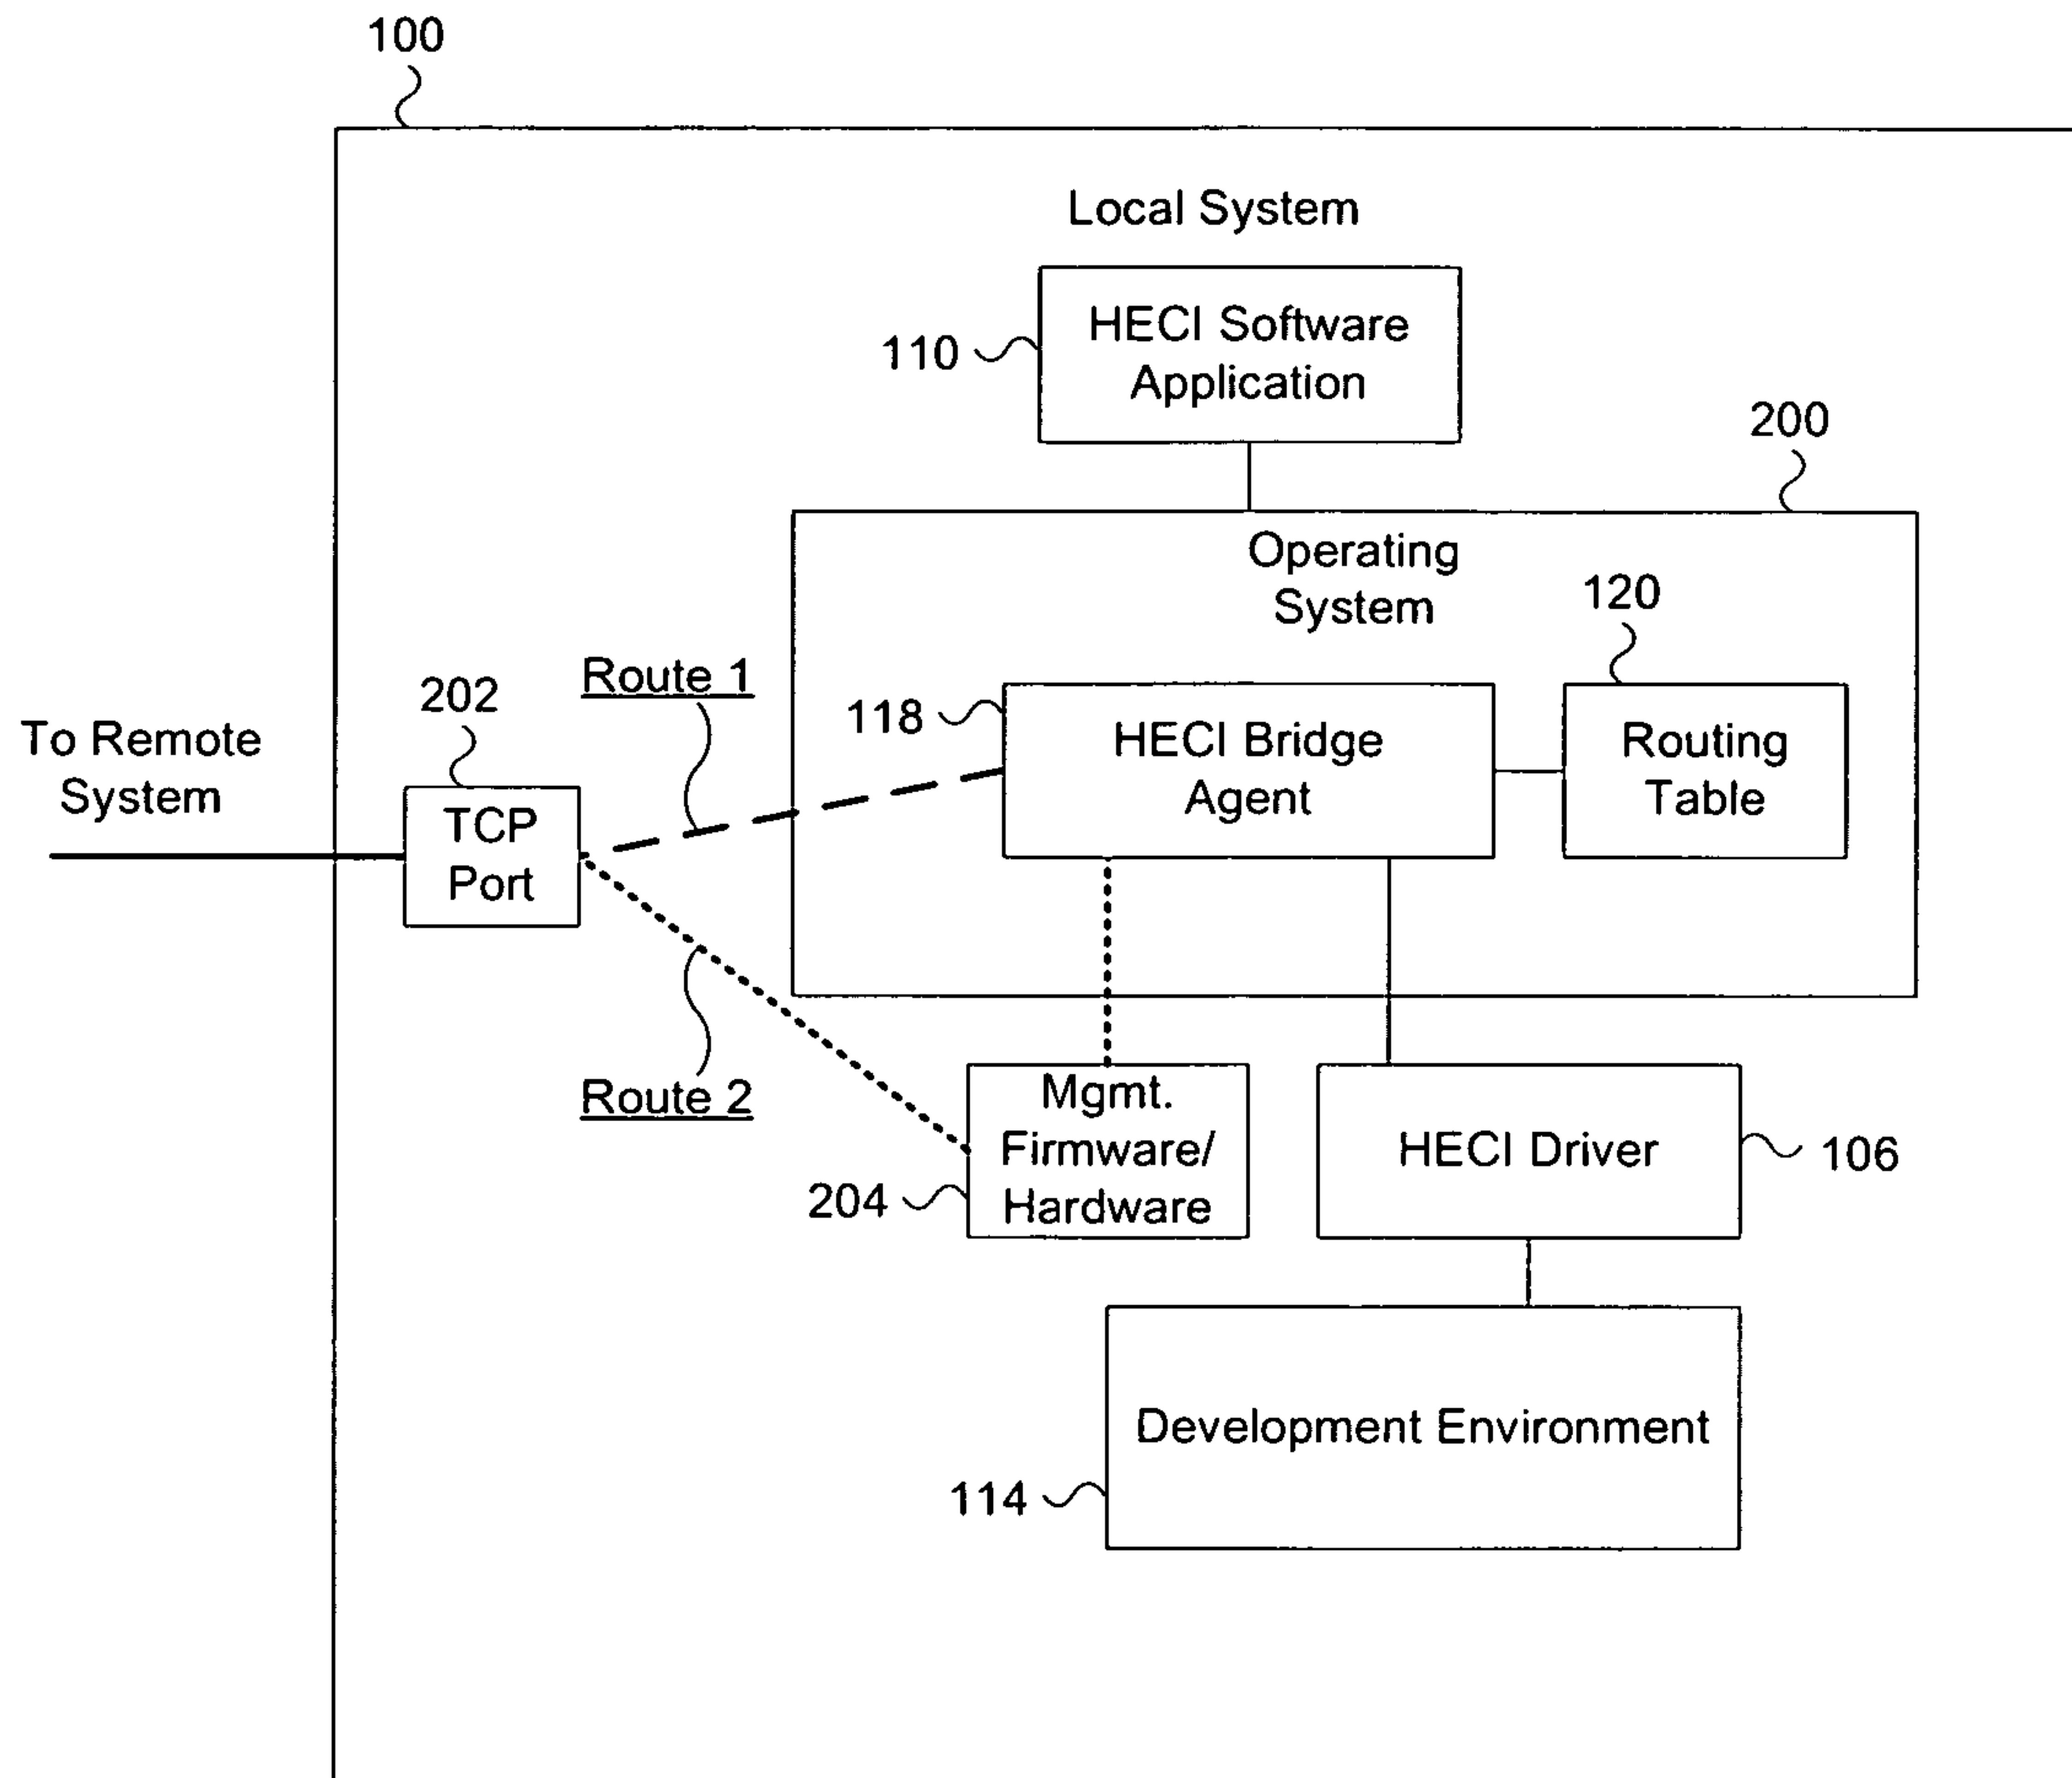 100
Local System
HECI Software
Application
110
200
Operating
System
120
Route 1
202
118
HECI Bridge
Agent
Routing
Table
To Remote
System
TCP
Port
Route 2
Mgmt.
Firmware/
Hardware
204
HECI Driver
106
Development Environment
114